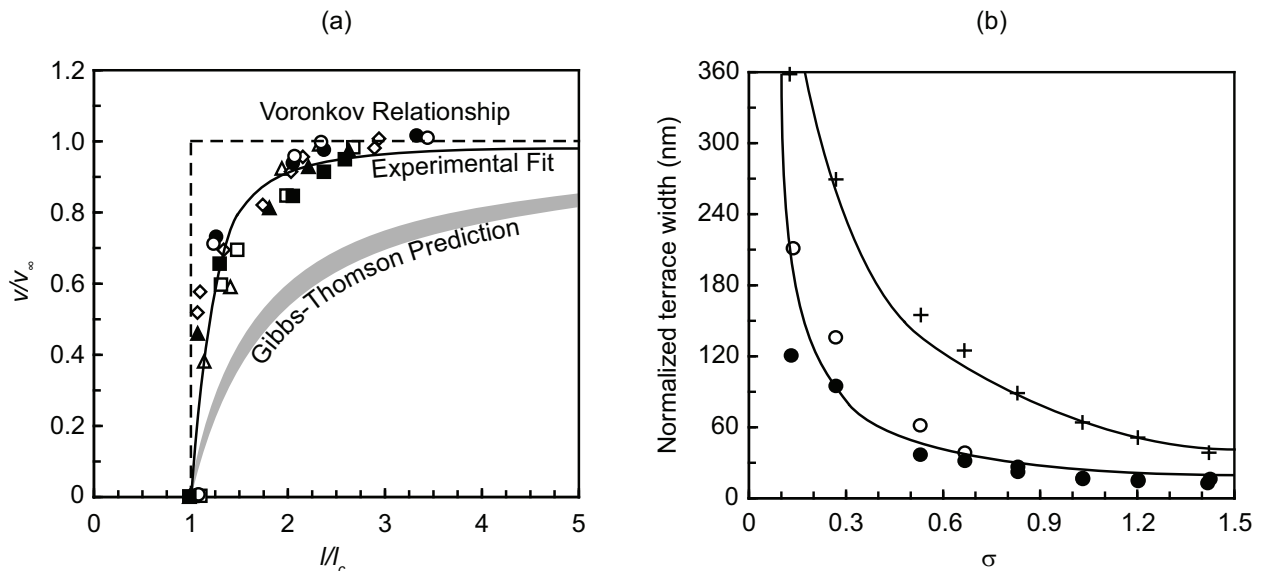 (a)
(b)
1.2
1.0
0.8
0.6
0.4
0.2
0
v/v∞
Voronkov Relationship
Experimental Fit
Gibbs-Thomson Prediction
0
1
2
3
4
5
l/lc
360
300
240
180
120
60
00
Normalized terrace width (nm)
0.3
0.6
0.9
1.2
1.5
σ